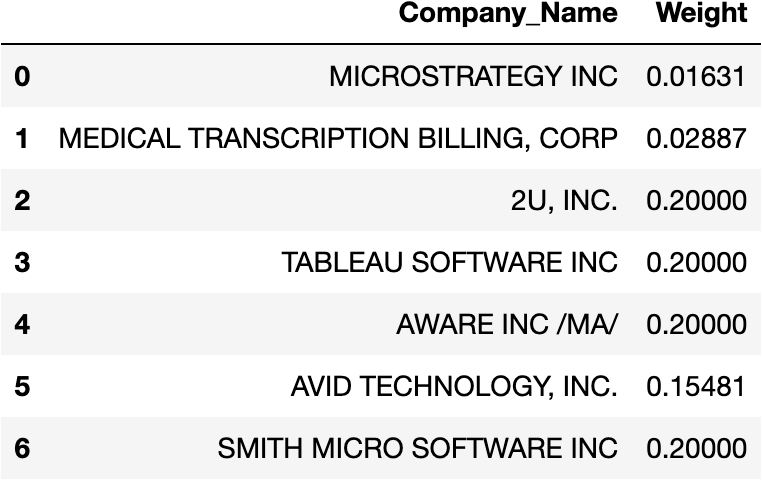 Company_Name Weight
0 MICROSTRATEGY INC 0.01631
1 MEDICAL TRANSCRIPTION BILLING, CORP 0.02887
2 2U, INC. 0.20000
3 TABLEAU SOFTWARE INC 0.20000
4 AWARE INC /MA/ 0.20000
5 AVID TECHNOLOGY, INC. 0.15481
6 SMITH MICRO SOFTWARE INC 0.20000